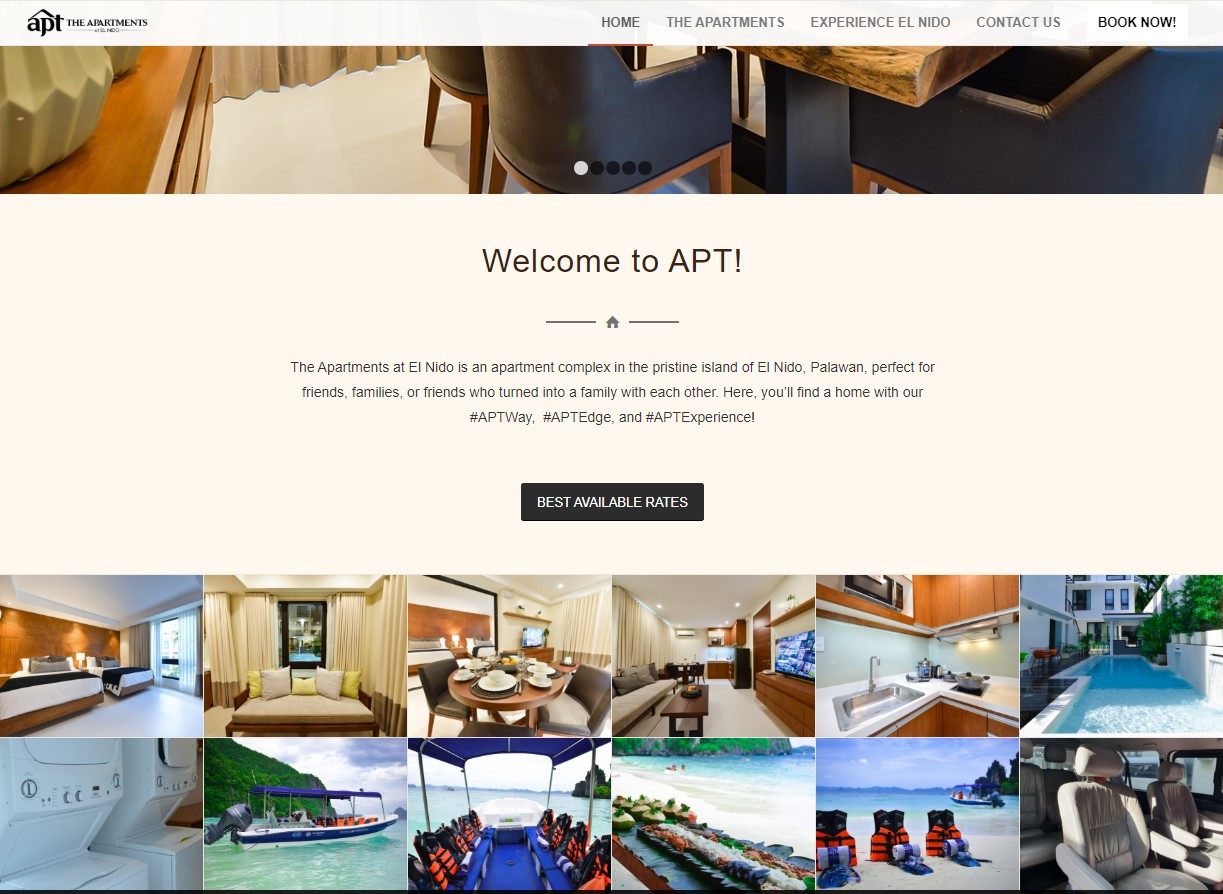 apt THE APARTMENTS
at EL NIDO
HOME THE APARTMENTS EXPERIENCE EL NIDO CONTACT US BOOK NOW!
Welcome to APT!
The Apartments at El Nido is an apartment complex in the pristine island of El Nido, Palawan, perfect for
friends, families, or friends who turned into a family with each other. Here, you’ll find a home with our
#APTWay,  #APTEdge, and #APTExperience!
BEST AVAILABLE RATES